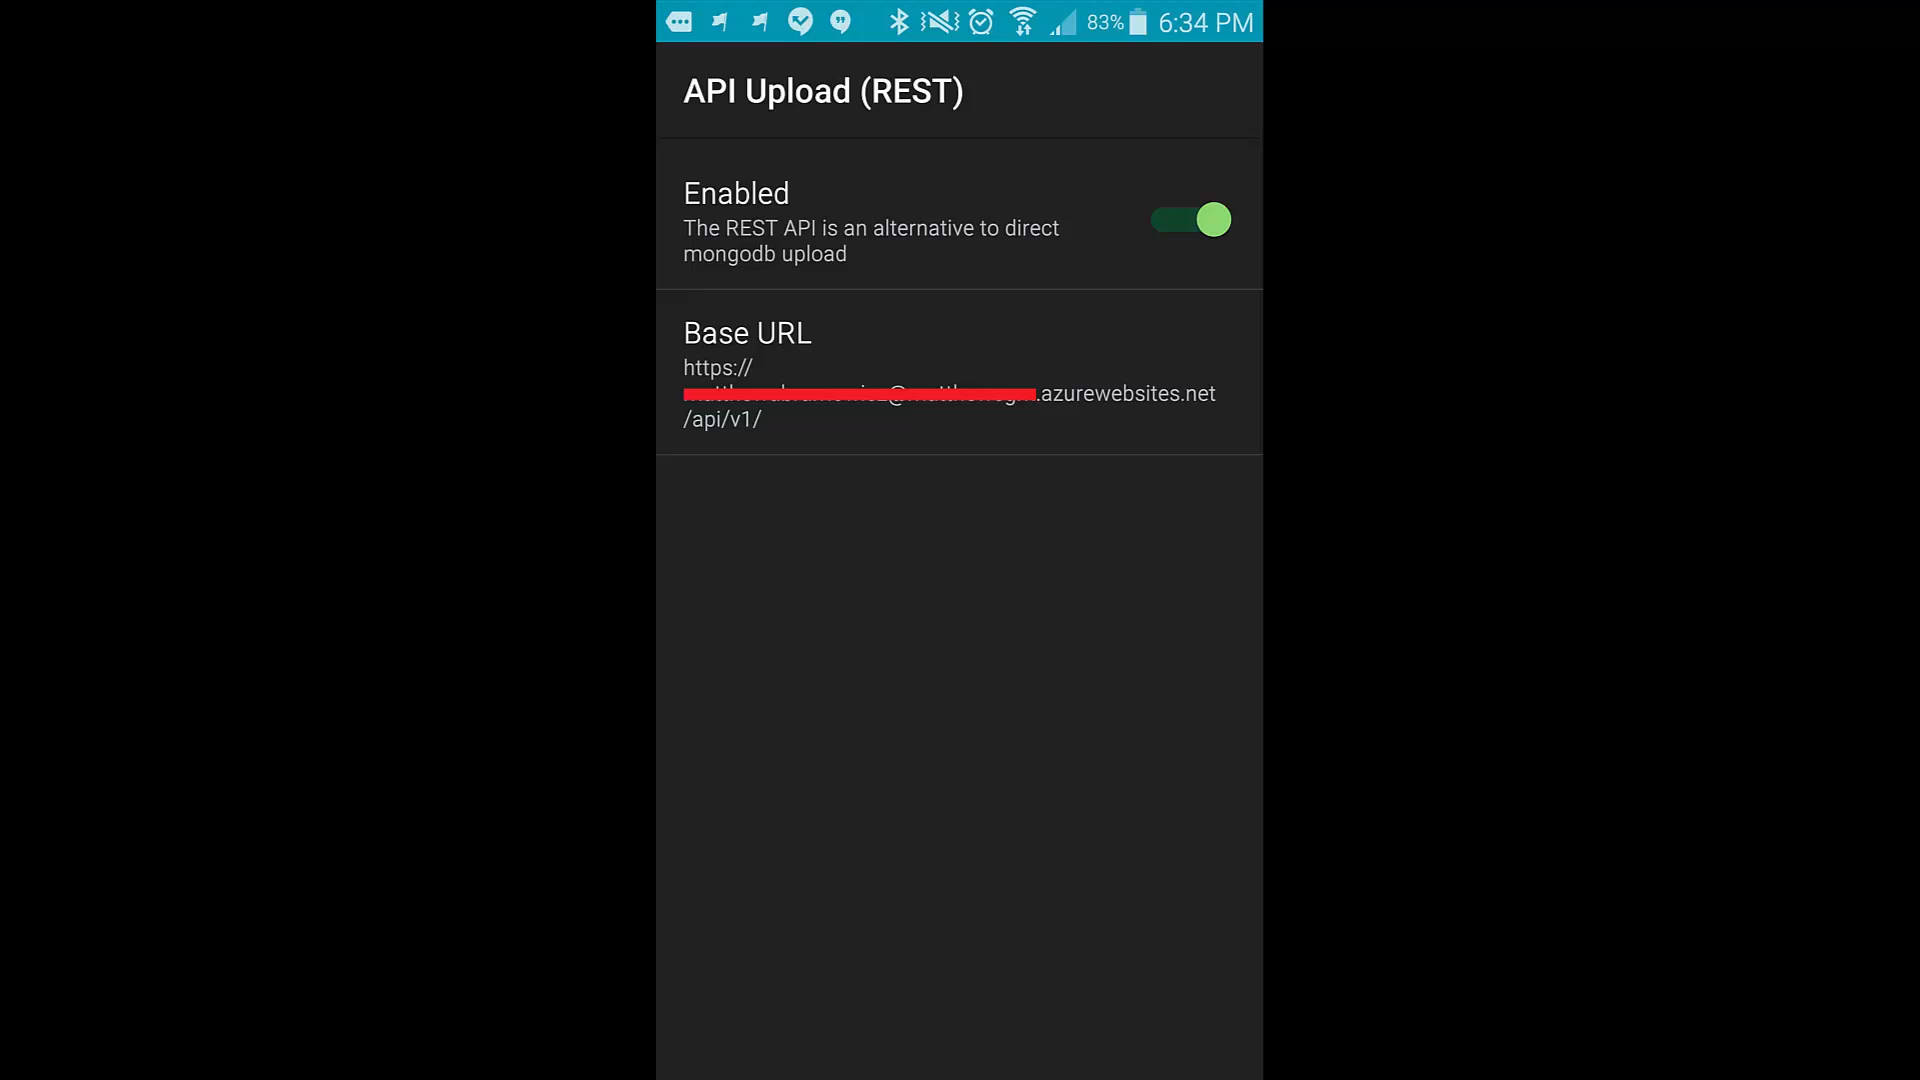 83% 6:34 PM
API Upload (REST)
Enabled
The REST API is an alternative to direct
mongodb upload
Base URL
https://
.azurewebsites.net
/api/v1/